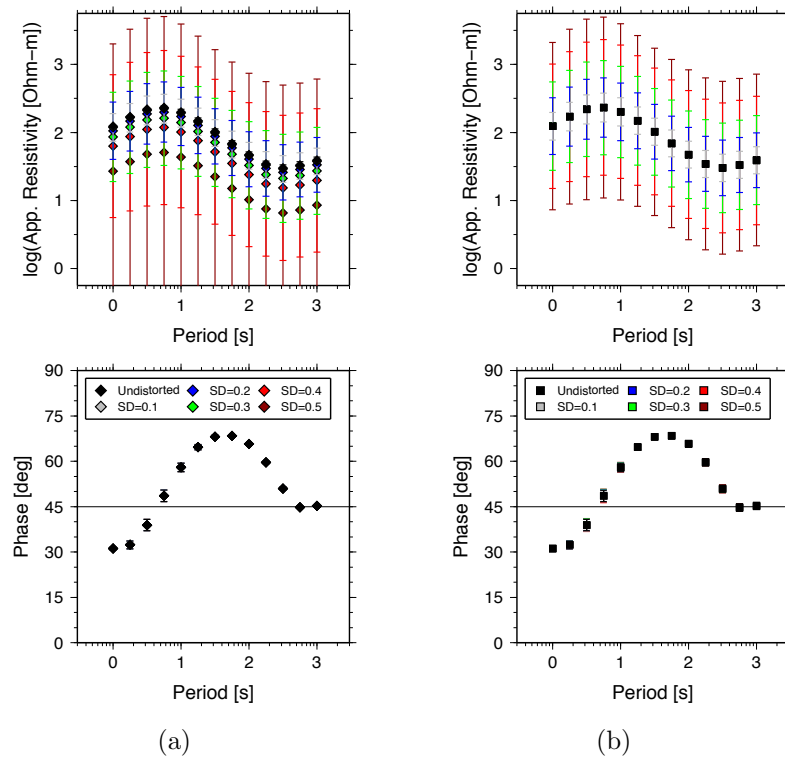 log(App. Resistivity [Ohm−m])
3
2
1
0
0 1 2 3
Period [s]
log(App. Resistivity [Ohm−m])
3
2
1
0
0 1 2 3
Period [s]
Phase [deg]
90
75
60
45
30
15
0
Undistorted SD=0.2 SD=0.4
SD=0.1 SD=0.3 SD=0.5
0 1 2 3
Period [s]
(a)
Phase [deg]
90
75
60
45
30
15
0
Undistorted SD=0.2 SD=0.4
SD=0.1 SD=0.3 SD=0.5
0 1 2 3
Period [s]
(b)